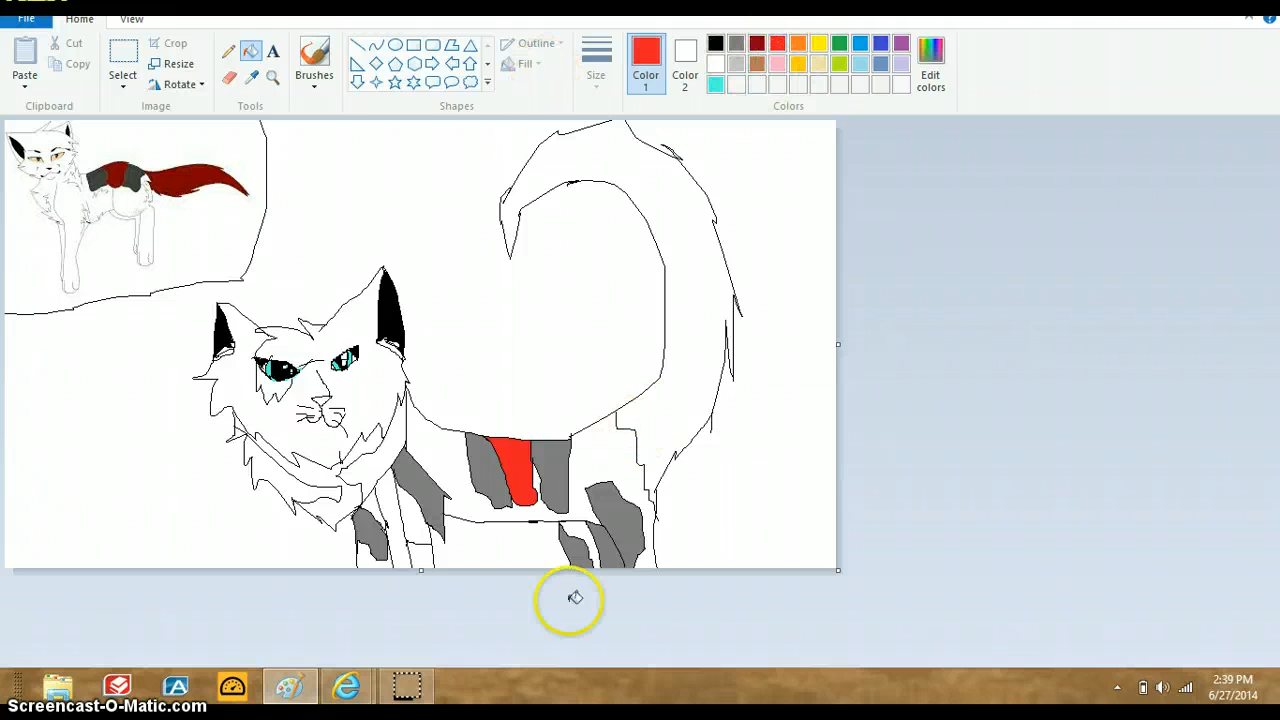 File Home View
Paste
Cut
Copy
Clipboard
Select
Crop
Resize
Rotate
Image
Tools
Brushes
Shapes
Outline
Fill
Size
Color
1
Color
2
Edit
colors
Colors
2:39 PM
6/27/2014
Screencast-O-Matic.com